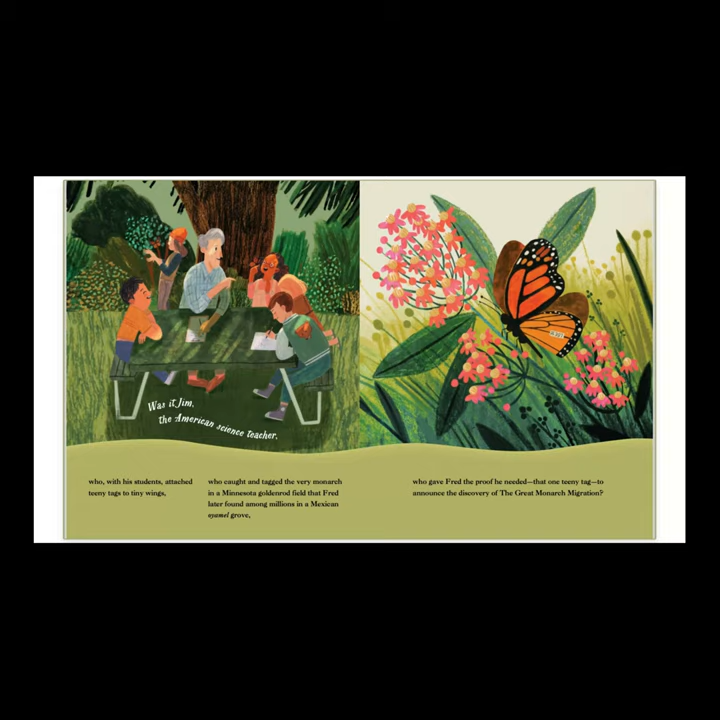 Was it Jim,
the American science teacher,
who, with his students, attached
teeny tags to tiny wings,
who caught and tagged the very monarch
in a Minnesota goldenrod field that Fred
later found among millions in a Mexican
oyamel grove,
who gave Fred the proof he needed—that one teeny tag—to
announce the discovery of The Great Monarch Migration?